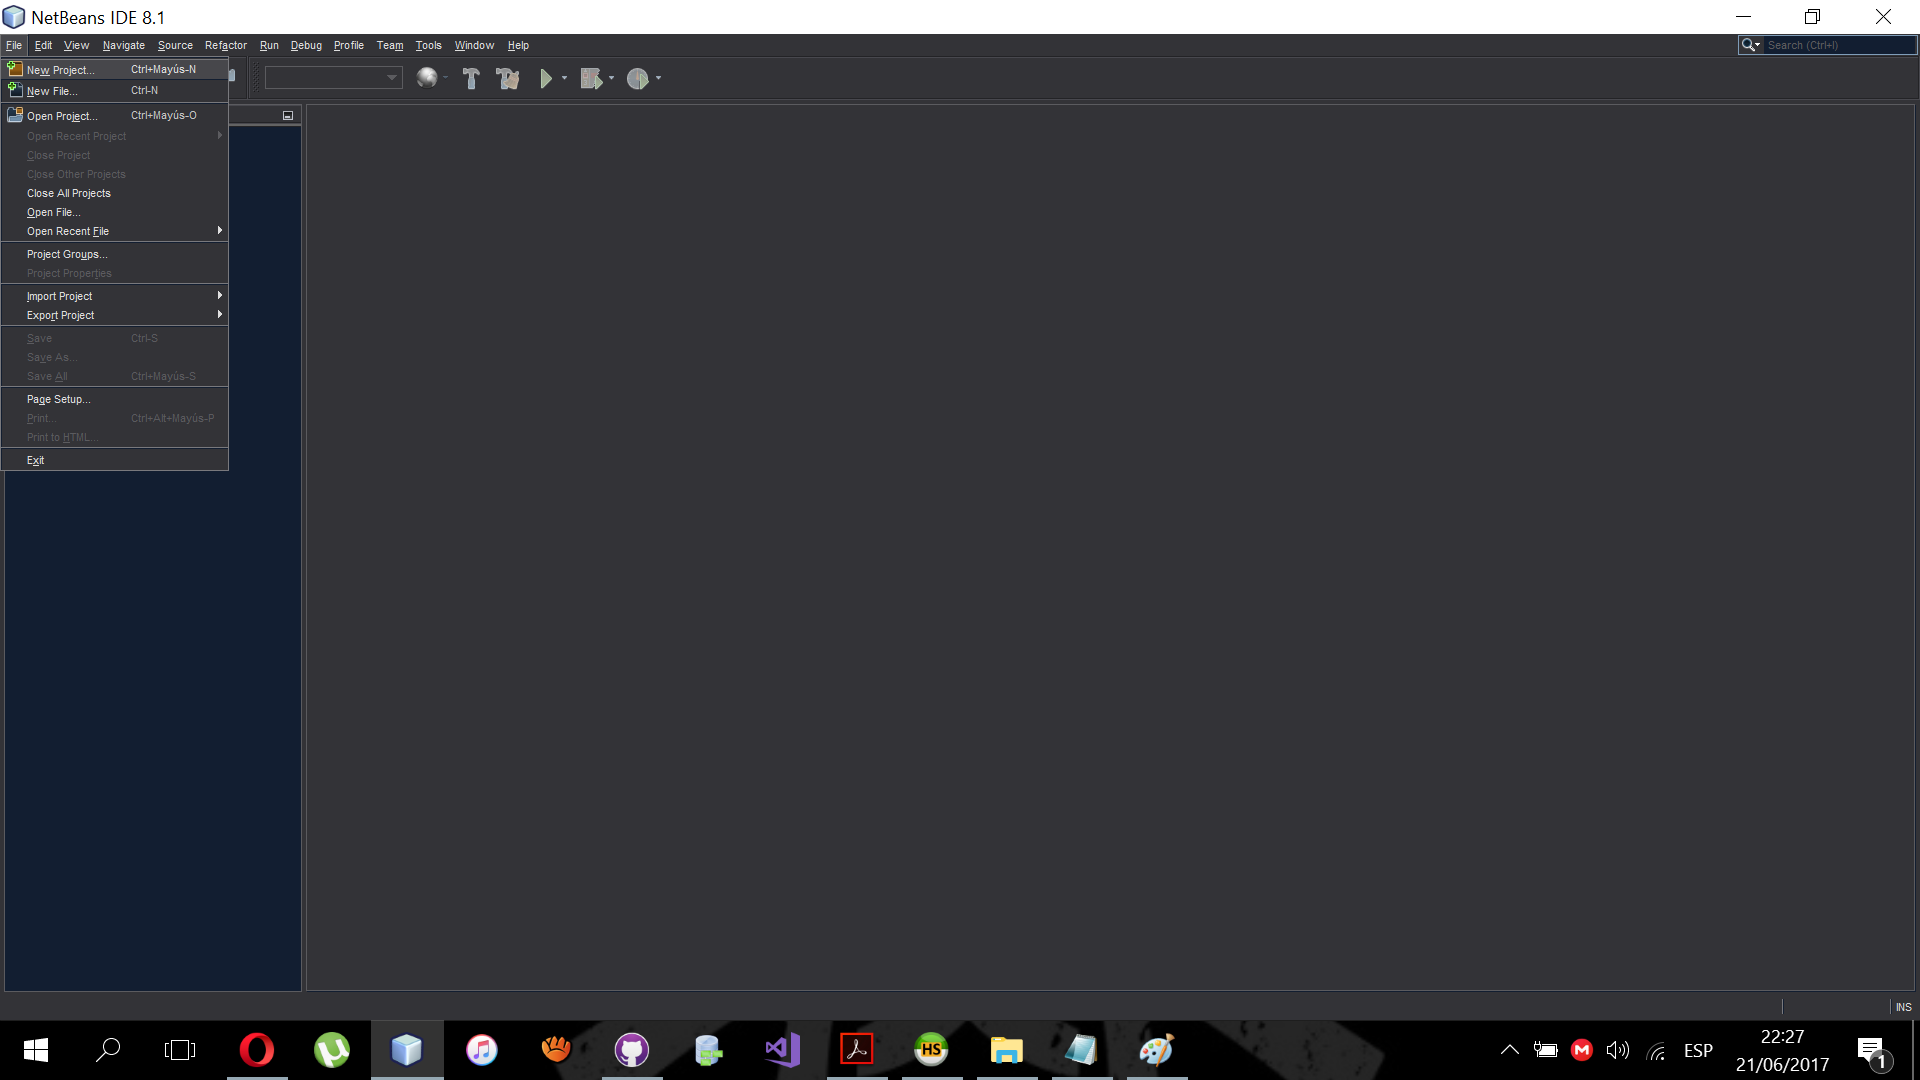 NetBeans IDE 8.1
File Edit View Navigate Source Refactor Run Debug Profile Team Tools Window Help
Search (Ctrl+I)
New Project... Ctrl+Mayús-N
New File... Ctrl-N
Open Project... Ctrl+Mayús-O
Open Recent Project
Close Project
Close Other Projects
Close All Projects
Open File...
Open Recent File
Project Groups...
Project Properties
Import Project
Export Project
Save Ctrl-S
Save As...
Save All Ctrl+Mayús-S
Page Setup...
Print... Ctrl+Alt+Mayús-P
Print to HTML...
Exit
INS
HS
M
ESP
22:27
21/06/2017
1